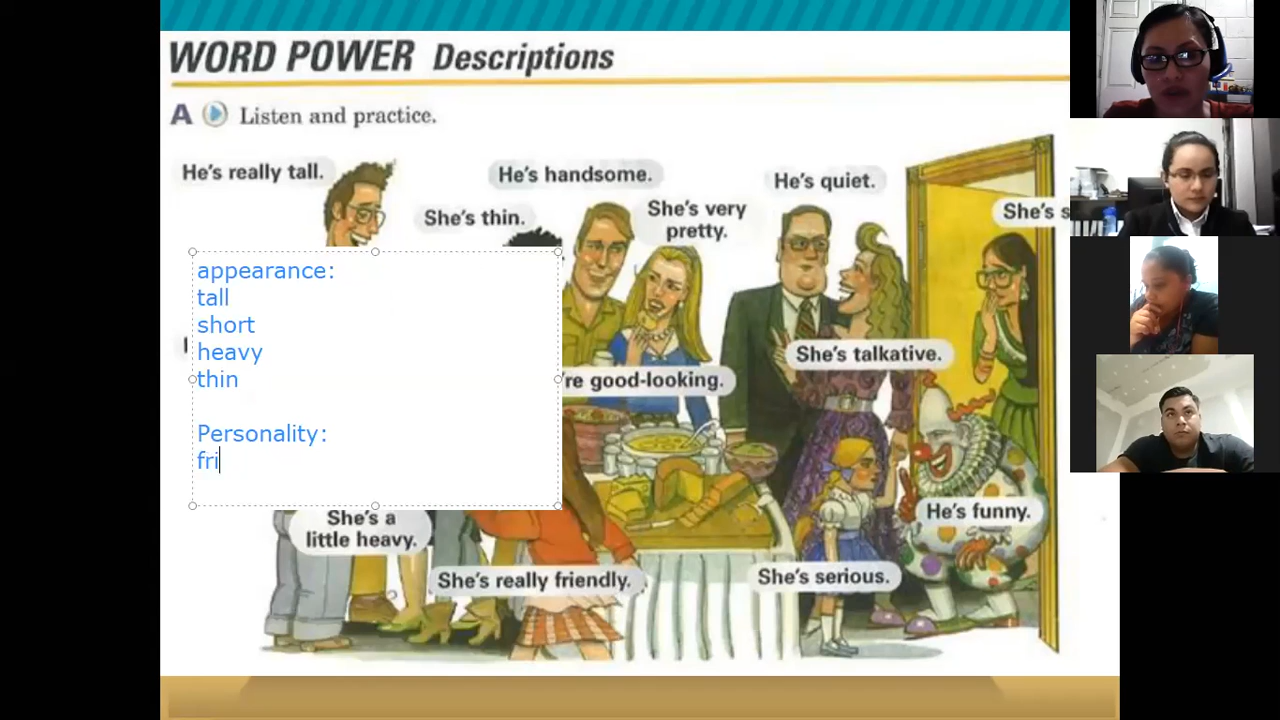 WORD POWER Descriptions
A Listen and practice.
He's really tall.
He's handsome.
He's quiet.
She's thin.
She's very
pretty.
She's s
appearance:
tall
short
heavy
thin
Personality:
fri
're good-looking.
She's talkative.
She's a
little heavy.
He's funny.
She's really friendly.
She's serious.